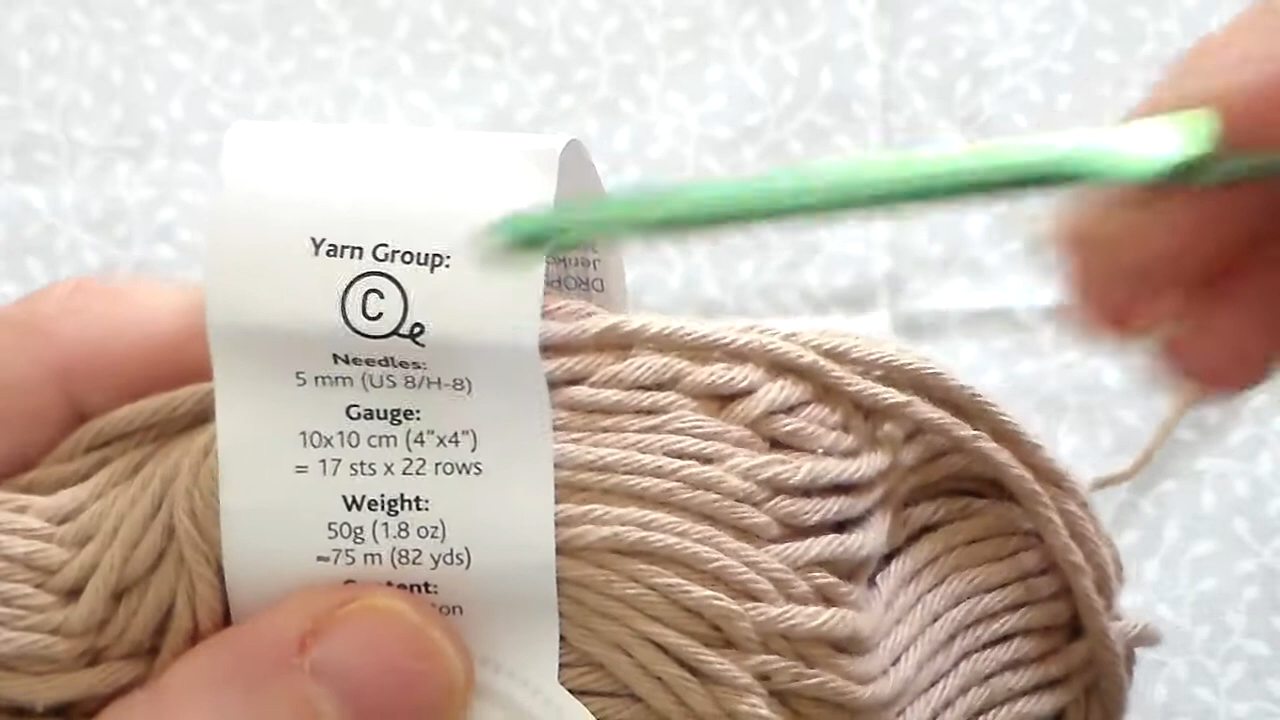 Yarn Group:
C
Needles:
5 mm (US 8/H-8)
Gauge:
10x10 cm (4"x4")
= 17 sts x 22 rows
Weight:
50g (1.8 oz)
≈75 m (82 yds)
DROPS